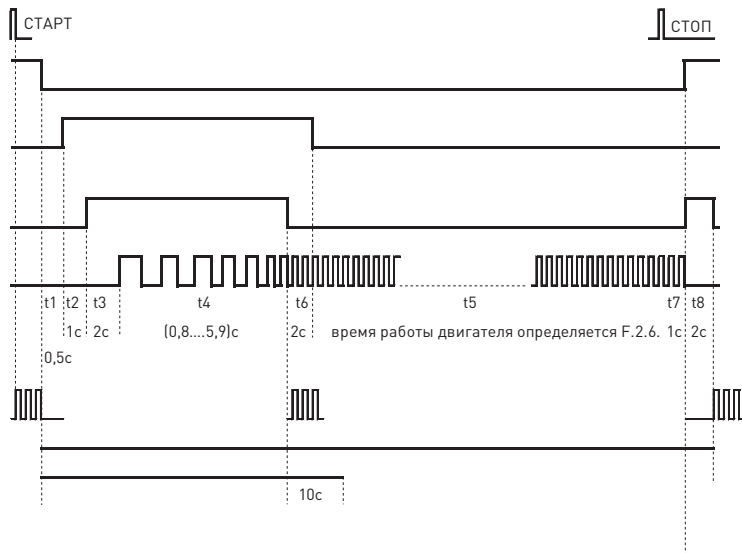 СТАРТ
СТОП
t1 t2 t3 t4 t6 t5 t7 t8
1с 2с (0,8....5,9)с 2с время работы двигателя определяется F.2.6. 1с 2с
0,5с
10с